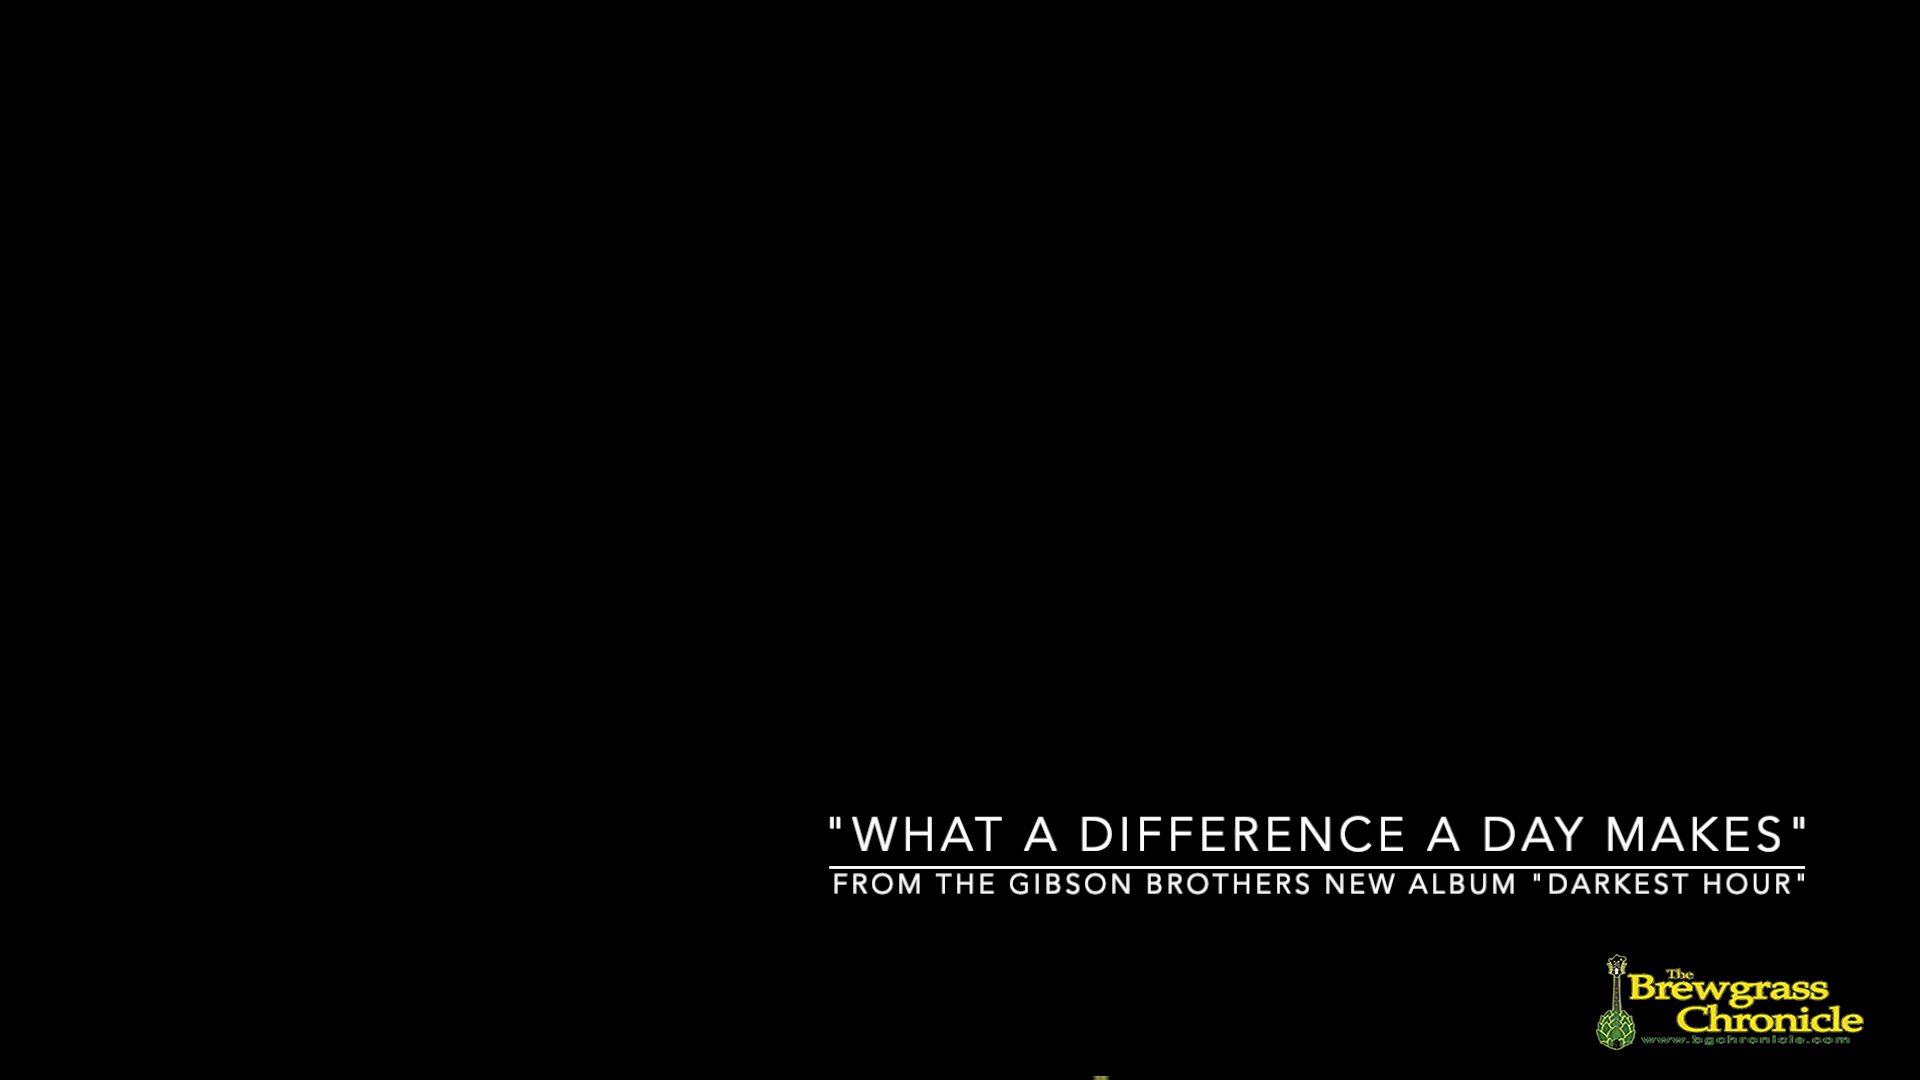 "WHAT A DIFFERENCE A DAY MAKES"
FROM THE GIBSON BROTHERS NEW ALBUM "DARKEST HOUR"
The
Brewgrass
Chronicle
www.bgchronicle.com